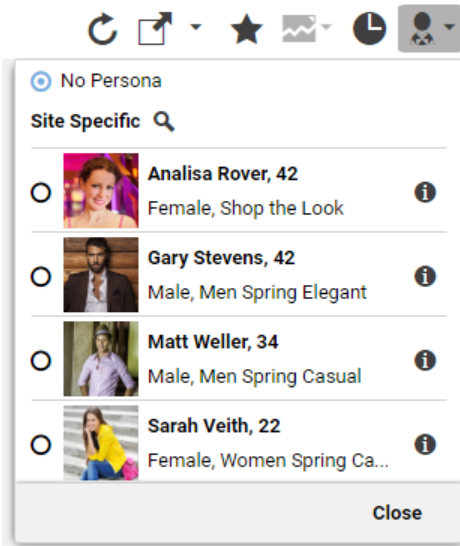 No Persona
Site Specific
Analisa Rover, 42
Female, Shop the Look
Gary Stevens, 42
Male, Men Spring Elegant
Matt Weller, 34
Male, Men Spring Casual
Sarah Veith, 22
Female, Women Spring Ca...
Close